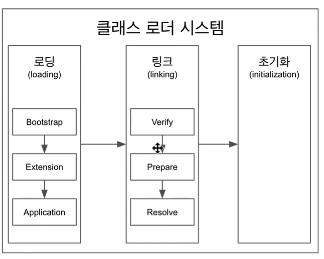 클래스 로더 시스템
로딩
(loading)
Bootstrap
Extension
Application
링크
(linking)
Verify
Prepare
Resolve
초기화
(initialization)